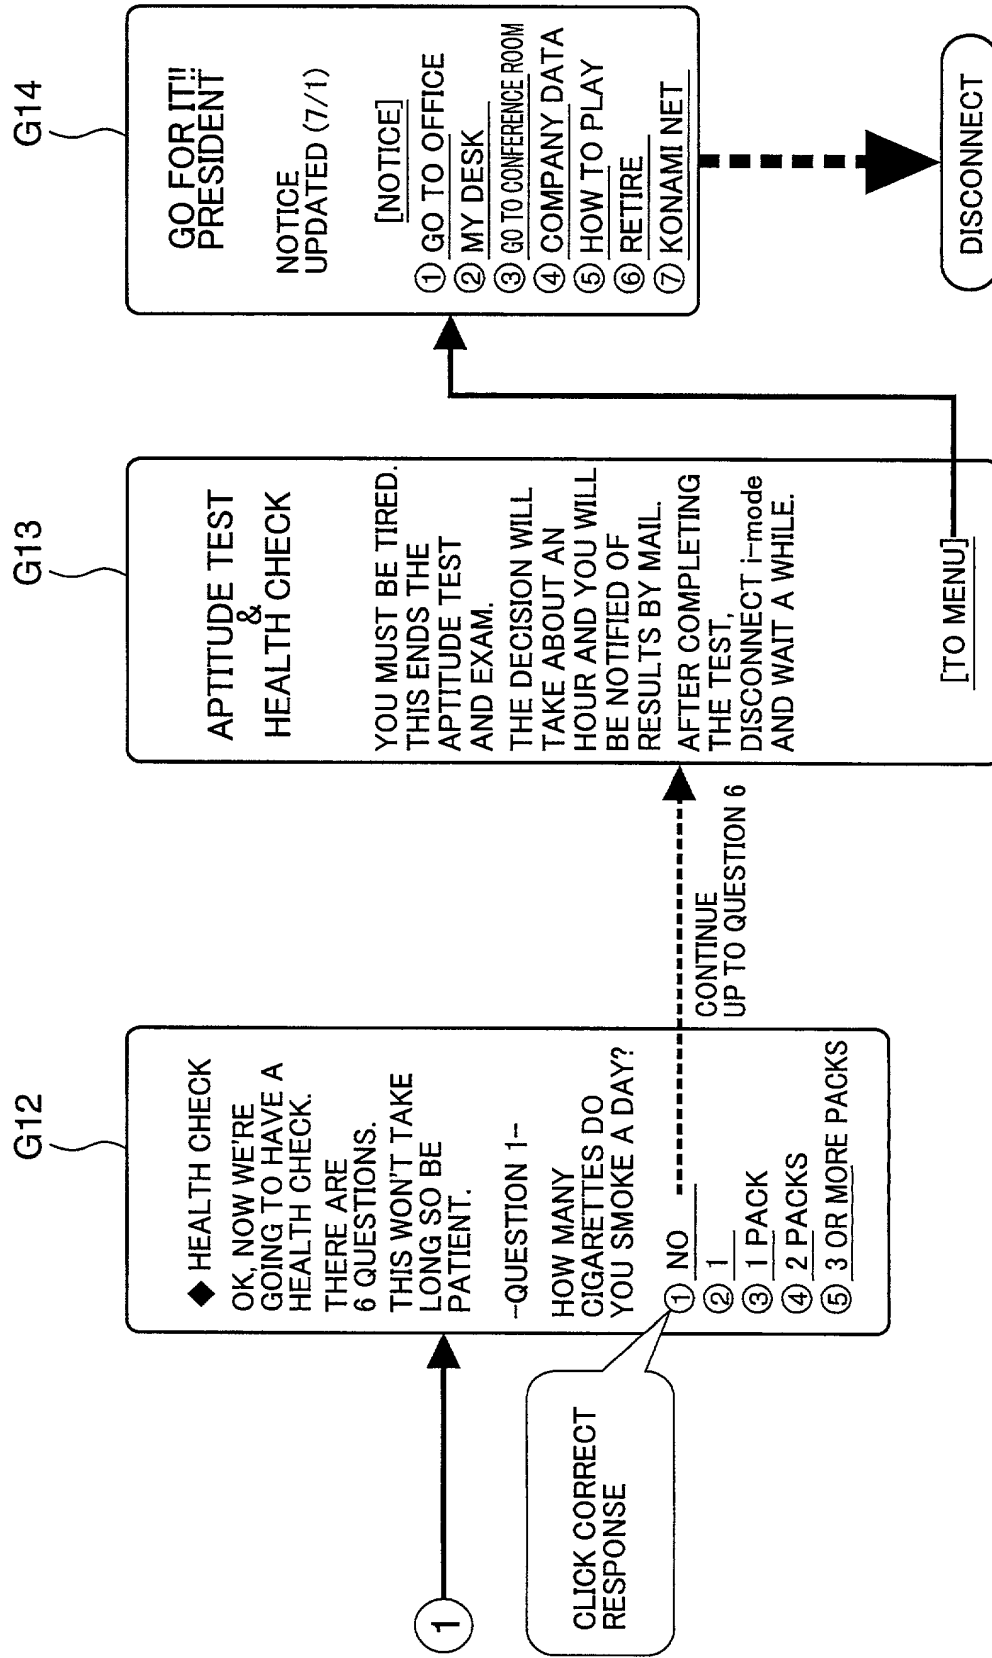 G12
◆ HEALTH CHECK
OK, NOW WE'RE
GOING TO HAVE A
HEALTH CHECK.
THERE ARE
6 QUESTIONS.
THIS WON'T TAKE
LONG SO BE
PATIENT.
--QUESTION 1--
HOW MANY
CIGARETTES DO
YOU SMOKE A DAY?
① NO
② 1
③ 1 PACK
④ 2 PACKS
⑤ 3 OR MORE PACKS
1
CLICK CORRECT
RESPONSE
CONTINUE
UP TO QUESTION 6
G13
APTITUDE TEST
&
HEALTH CHECK
YOU MUST BE TIRED.
THIS ENDS THE
APTITUDE TEST
AND EXAM.
THE DECISION WILL
TAKE ABOUT AN
HOUR AND YOU WILL
BE NOTIFIED OF
RESULTS BY MAIL.
AFTER COMPLETING
THE TEST,
DISCONNECT i-mode
AND WAIT A WHILE.
[TO MENU]
G14
GO FOR IT!!
PRESIDENT
NOTICE
UPDATED (7/1)
[NOTICE]
① GO TO OFFICE
② MY DESK
③ GO TO CONFERENCE ROOM
④ COMPANY DATA
⑤ HOW TO PLAY
⑥ RETIRE
⑦ KONAMI NET
DISCONNECT